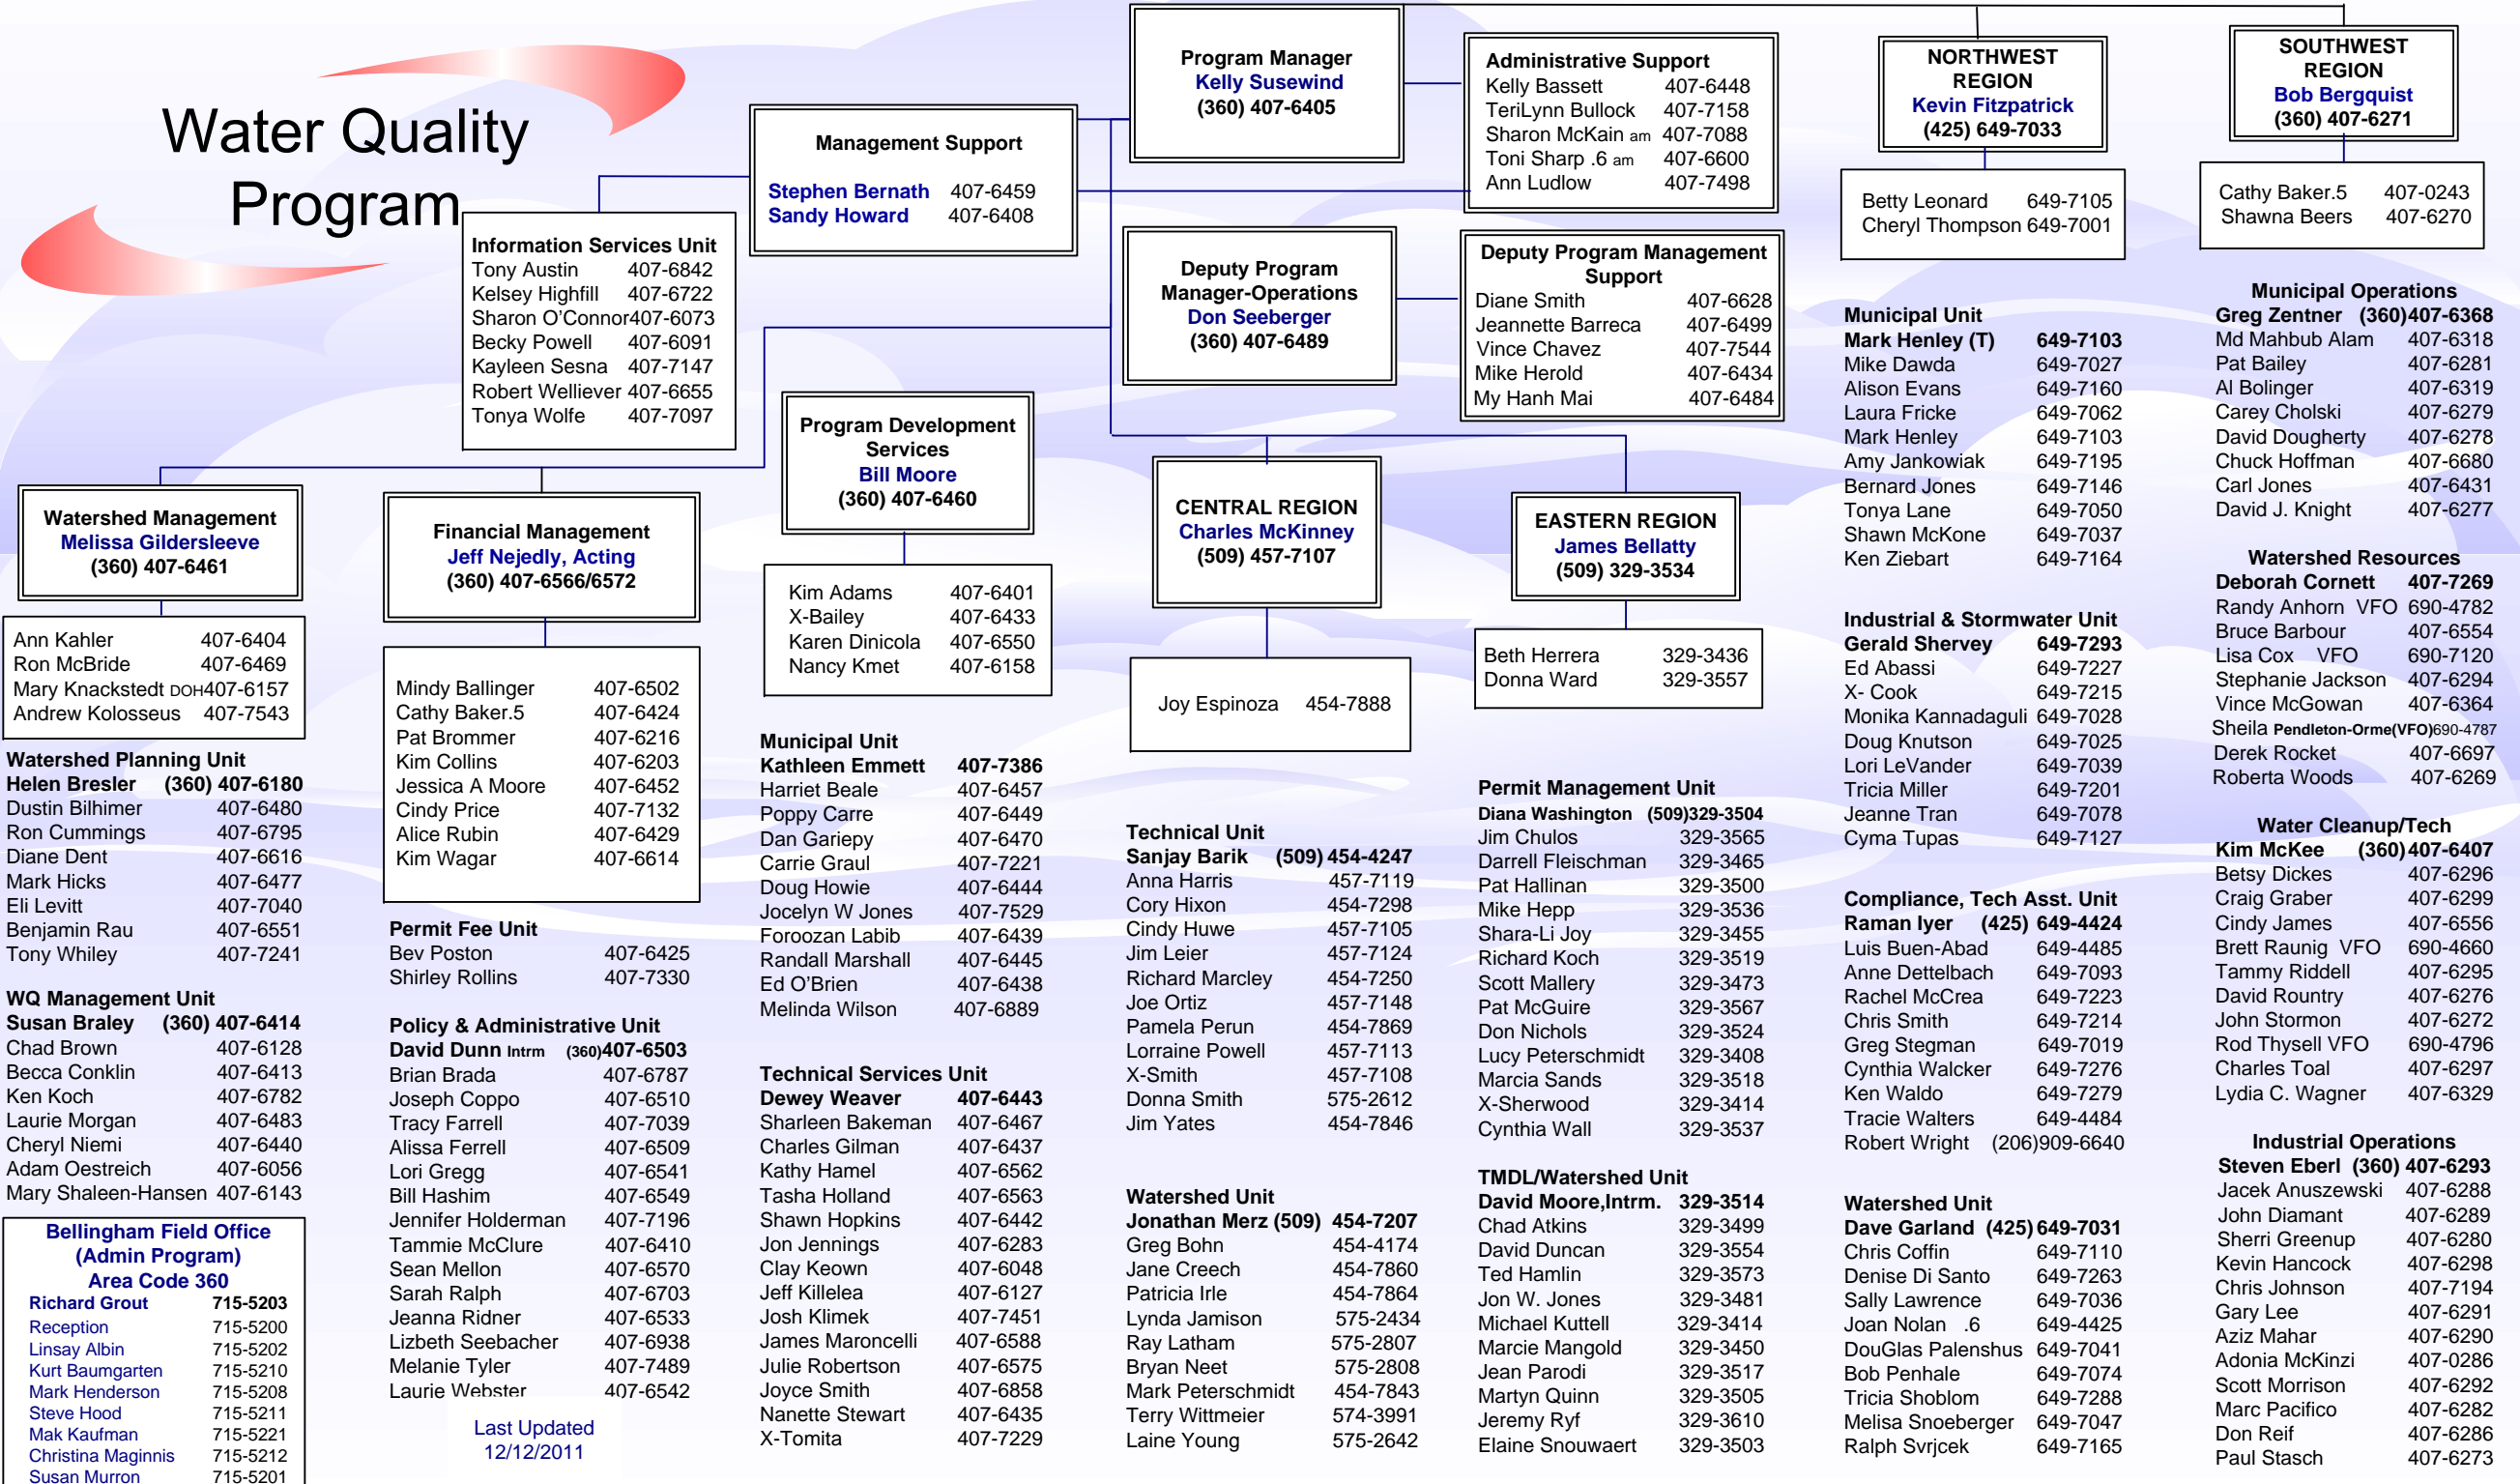 Water Quality
Program
Program Manager
Kelly Susewind
(360) 407-6405
Administrative Support
Kelly Bassett 407-6448
TeriLynn Bullock 407-7158
Sharon McKain am 407-7088
Toni Sharp .6 am 407-6600
Ann Ludlow 407-7498
Management Support
Stephen Bernath 407-6459
Sandy Howard 407-6408
Information Services Unit
Tony Austin 407-6842
Kelsey Highfill 407-6722
Sharon O’Connor407-6073
Becky Powell 407-6091
Kayleen Sesna 407-7147
Robert Welliever 407-6655
Tonya Wolfe 407-7097
Deputy Program
Manager-Operations
Don Seeberger
(360) 407-6489
Deputy Program Management
Support
Diane Smith 407-6628
Jeannette Barreca 407-6499
Vince Chavez 407-7544
Mike Herold 407-6434
My Hanh Mai 407-6484
Watershed Management
Melissa Gildersleeve
(360) 407-6461
Ann Kahler 407-6404
Ron McBride 407-6469
Mary Knackstedt DOH407-6157
Andrew Kolosseus 407-7543
Watershed Planning Unit
Helen Bresler (360) 407-6180
Dustin Bilhimer 407-6480
Ron Cummings 407-6795
Diane Dent 407-6616
Mark Hicks 407-6477
Eli Levitt 407-7040
Benjamin Rau 407-6551
Tony Whiley 407-7241
WQ Management Unit
Susan Braley (360) 407-6414
Chad Brown 407-6128
Becca Conklin 407-6413
Ken Koch 407-6782
Laurie Morgan 407-6483
Cheryl Niemi 407-6440
Adam Oestreich 407-6056
Mary Shaleen-Hansen 407-6143
Bellingham Field Office
(Admin Program)
Area Code 360
Richard Grout 715-5203
Reception 715-5200
Linsay Albin 715-5202
Kurt Baumgarten 715-5210
Mark Henderson 715-5208
Steve Hood 715-5211
Mak Kaufman 715-5221
Christina Maginnis 715-5212
Susan Murron 715-5201
Financial Management
Jeff Nejedly, Acting
(360) 407-6566/6572
Mindy Ballinger 407-6502
Cathy Baker.5 407-6424
Pat Brommer 407-6216
Kim Collins 407-6203
Jessica A Moore 407-6452
Cindy Price 407-7132
Alice Rubin 407-6429
Kim Wagar 407-6614
Permit Fee Unit
Bev Poston 407-6425
Shirley Rollins 407-7330
Policy & Administrative Unit
David Dunn Intrm (360)407-6503
Brian Brada 407-6787
Joseph Coppo 407-6510
Tracy Farrell 407-7039
Alissa Ferrell 407-6509
Lori Gregg 407-6541
Bill Hashim 407-6549
Jennifer Holderman 407-7196
Tammie McClure 407-6410
Sean Mellon 407-6570
Sarah Ralph 407-6703
Jeanna Ridner 407-6533
Lizbeth Seebacher 407-6938
Melanie Tyler 407-7489
Laurie Webster 407-6542
Last Updated
12/12/2011
Program Development
Services
Bill Moore
(360) 407-6460
Kim Adams 407-6401
X-Bailey 407-6433
Karen Dinicola 407-6550
Nancy Kmet 407-6158
Municipal Unit
Kathleen Emmett 407-7386
Harriet Beale 407-6457
Poppy Carre 407-6449
Dan Gariepy 407-6470
Carrie Graul 407-7221
Doug Howie 407-6444
Jocelyn W Jones 407-7529
Foroozan Labib 407-6439
Randall Marshall 407-6445
Ed O’Brien 407-6438
Melinda Wilson 407-6889
Technical Services Unit
Dewey Weaver 407-6443
Sharleen Bakeman 407-6467
Charles Gilman 407-6437
Kathy Hamel 407-6562
Tasha Holland 407-6563
Shawn Hopkins 407-6442
Jon Jennings 407-6283
Clay Keown 407-6048
Jeff Killelea 407-6127
Josh Klimek 407-7451
James Maroncelli 407-6588
Julie Robertson 407-6575
Joyce Smith 407-6858
Nanette Stewart 407-6435
X-Tomita 407-7229
CENTRAL REGION
Charles McKinney
(509) 457-7107
Joy Espinoza 454-7888
Technical Unit
Sanjay Barik (509) 454-4247
Anna Harris 457-7119
Cory Hixon 454-7298
Cindy Huwe 457-7105
Jim Leier 457-7124
Richard Marcley 454-7250
Joe Ortiz 457-7148
Pamela Perun 454-7869
Lorraine Powell 457-7113
X-Smith 457-7108
Donna Smith 575-2612
Jim Yates 454-7846
Watershed Unit
Jonathan Merz (509) 454-7207
Greg Bohn 454-4174
Jane Creech 454-7860
Patricia Irle 454-7864
Lynda Jamison 575-2434
Ray Latham 575-2807
Bryan Neet 575-2808
Mark Peterschmidt 454-7843
Terry Wittmeier 574-3991
Laine Young 575-2642
EASTERN REGION
James Bellatty
(509) 329-3534
Beth Herrera 329-3436
Donna Ward 329-3557
Permit Management Unit
Diana Washington (509)329-3504
Jim Chulos 329-3565
Darrell Fleischman 329-3465
Pat Hallinan 329-3500
Mike Hepp 329-3536
Shara-Li Joy 329-3455
Richard Koch 329-3519
Scott Mallery 329-3473
Pat McGuire 329-3567
Don Nichols 329-3524
Lucy Peterschmidt 329-3408
Marcia Sands 329-3518
X-Sherwood 329-3414
Cynthia Wall 329-3537
TMDL/Watershed Unit
David Moore,Intrm. 329-3514
Chad Atkins 329-3499
David Duncan 329-3554
Ted Hamlin 329-3573
Jon W. Jones 329-3481
Michael Kuttell 329-3414
Marcie Mangold 329-3450
Jean Parodi 329-3517
Martyn Quinn 329-3505
Jeremy Ryf 329-3610
Elaine Snouwaert 329-3503
NORTHWEST
REGION
Kevin Fitzpatrick
(425) 649-7033
Betty Leonard 649-7105
Cheryl Thompson 649-7001
Municipal Unit
Mark Henley (T) 649-7103
Mike Dawda 649-7027
Alison Evans 649-7160
Laura Fricke 649-7062
Mark Henley 649-7103
Amy Jankowiak 649-7195
Bernard Jones 649-7146
Tonya Lane 649-7050
Shawn McKone 649-7037
Ken Ziebart 649-7164
Industrial & Stormwater Unit
Gerald Shervey 649-7293
Ed Abassi 649-7227
X- Cook 649-7215
Monika Kannadaguli 649-7028
Doug Knutson 649-7025
Lori LeVander 649-7039
Tricia Miller 649-7201
Jeanne Tran 649-7078
Cyma Tupas 649-7127
Compliance, Tech Asst. Unit
Raman Iyer (425) 649-4424
Luis Buen-Abad 649-4485
Anne Dettelbach 649-7093
Rachel McCrea 649-7223
Chris Smith 649-7214
Greg Stegman 649-7019
Cynthia Walcker 649-7276
Ken Waldo 649-7279
Tracie Walters 649-4484
Robert Wright (206)909-6640
Watershed Unit
Dave Garland (425) 649-7031
Chris Coffin 649-7110
Denise Di Santo 649-7263
Sally Lawrence 649-7036
Joan Nolan .6 649-4425
DouGlas Palenshus 649-7041
Bob Penhale 649-7074
Tricia Shoblom 649-7288
Melisa Snoeberger 649-7047
Ralph Svrjcek 649-7165
SOUTHWEST
REGION
Bob Bergquist
(360) 407-6271
Cathy Baker.5 407-0243
Shawna Beers 407-6270
Municipal Operations
Greg Zentner (360)407-6368
Md Mahbub Alam 407-6318
Pat Bailey 407-6281
Al Bolinger 407-6319
Carey Cholski 407-6279
David Dougherty 407-6278
Chuck Hoffman 407-6680
Carl Jones 407-6431
David J. Knight 407-6277
Watershed Resources
Deborah Cornett 407-7269
Randy Anhorn VFO 690-4782
Bruce Barbour 407-6554
Lisa Cox VFO 690-7120
Stephanie Jackson 407-6294
Vince McGowan 407-6364
Sheila Pendleton-Orme(VFO)690-4787
Derek Rocket 407-6697
Roberta Woods 407-6269
Water Cleanup/Tech
Kim McKee (360)407-6407
Betsy Dickes 407-6296
Craig Graber 407-6299
Cindy James 407-6556
Brett Raunig VFO 690-4660
Tammy Riddell 407-6295
David Rountry 407-6276
John Stormon 407-6272
Rod Thysell VFO 690-4796
Charles Toal 407-6297
Lydia C. Wagner 407-6329
Industrial Operations
Steven Eberl (360) 407-6293
Jacek Anuszewski 407-6288
John Diamant 407-6289
Sherri Greenup 407-6280
Kevin Hancock 407-6298
Chris Johnson 407-7194
Gary Lee 407-6291
Aziz Mahar 407-6290
Adonia McKinzi 407-0286
Scott Morrison 407-6292
Marc Pacifico 407-6282
Don Reif 407-6286
Paul Stasch 407-6273